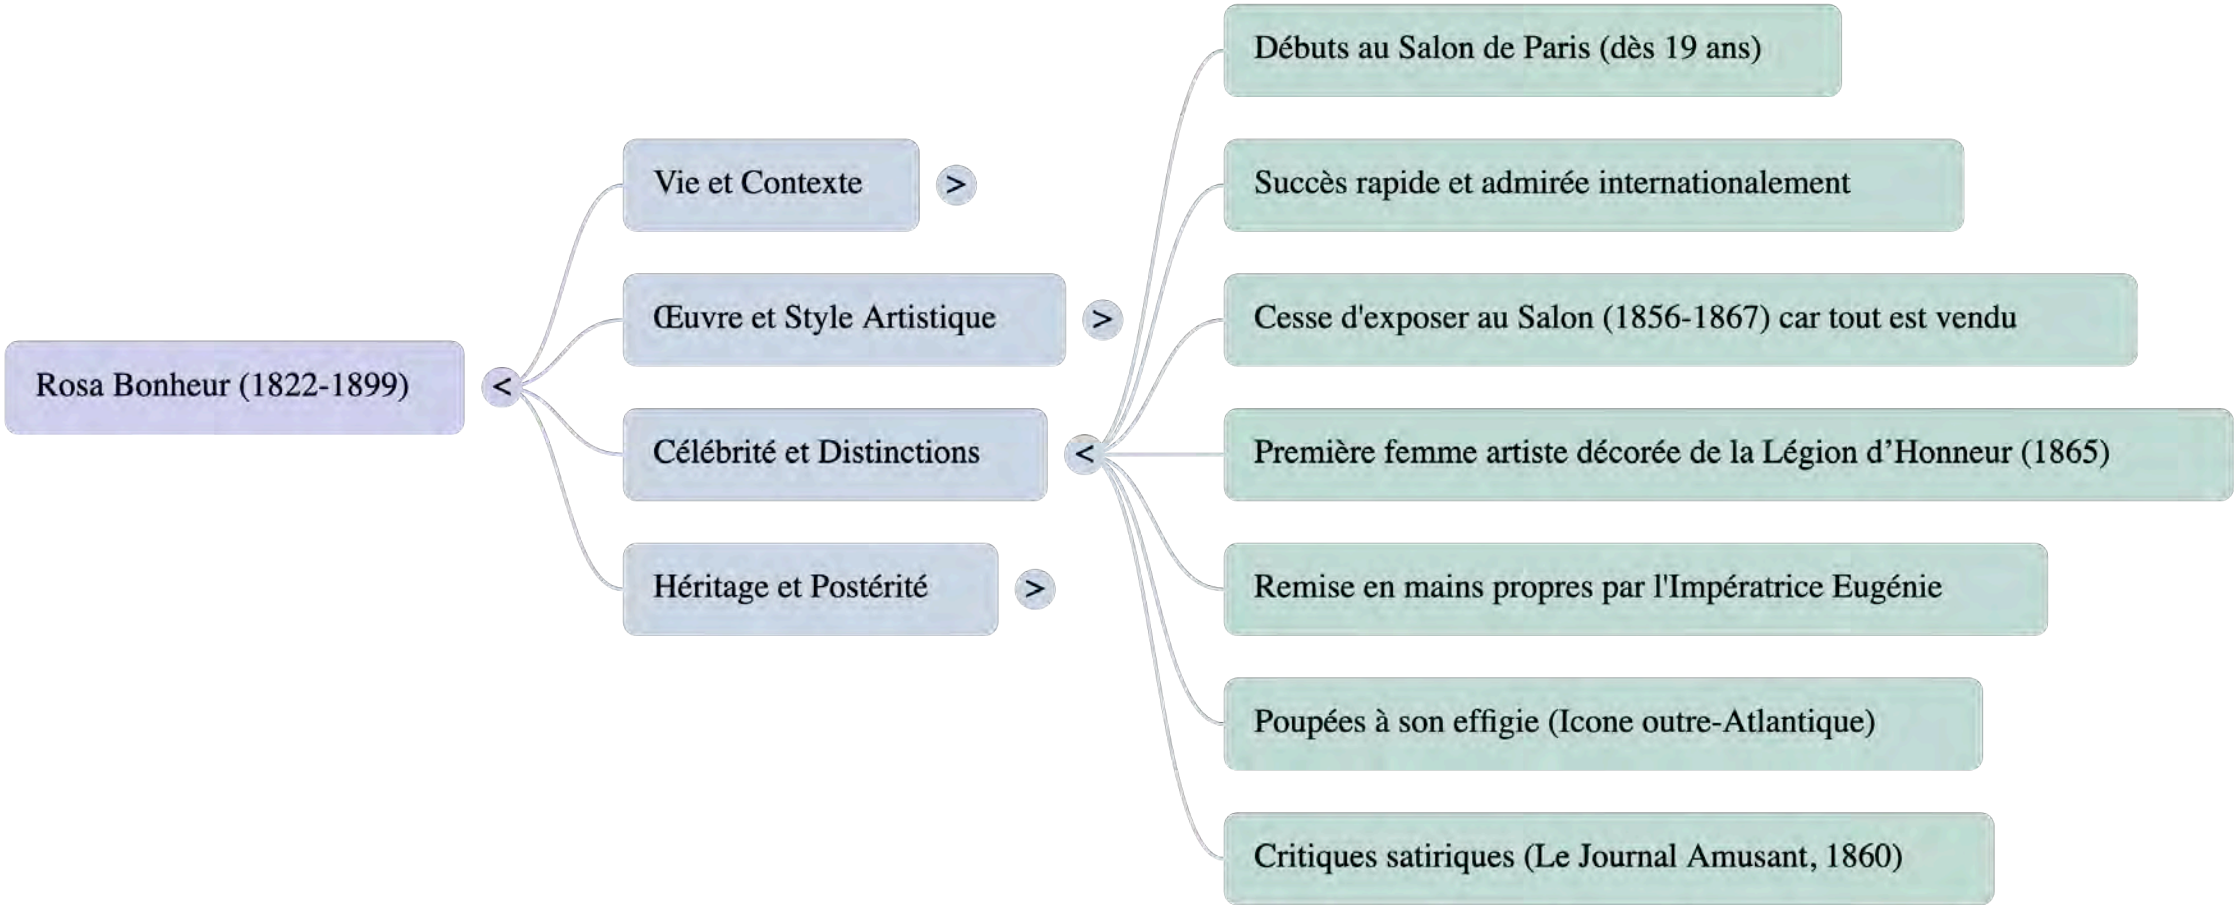 Rosa Bonheur (1822-1899)
<
Vie et Contexte
>
Œuvre et Style Artistique
>
Célébrité et Distinctions
<
Héritage et Postérité
>
Débuts au Salon de Paris (dès 19 ans)
Succès rapide et admirée internationalement
Cesse d'exposer au Salon (1856-1867) car tout est vendu
Première femme artiste décorée de la Légion d’Honneur (1865)
Remise en mains propres par l'Impératrice Eugénie
Poupées à son effigie (Icone outre-Atlantique)
Critiques satiriques (Le Journal Amusant, 1860)